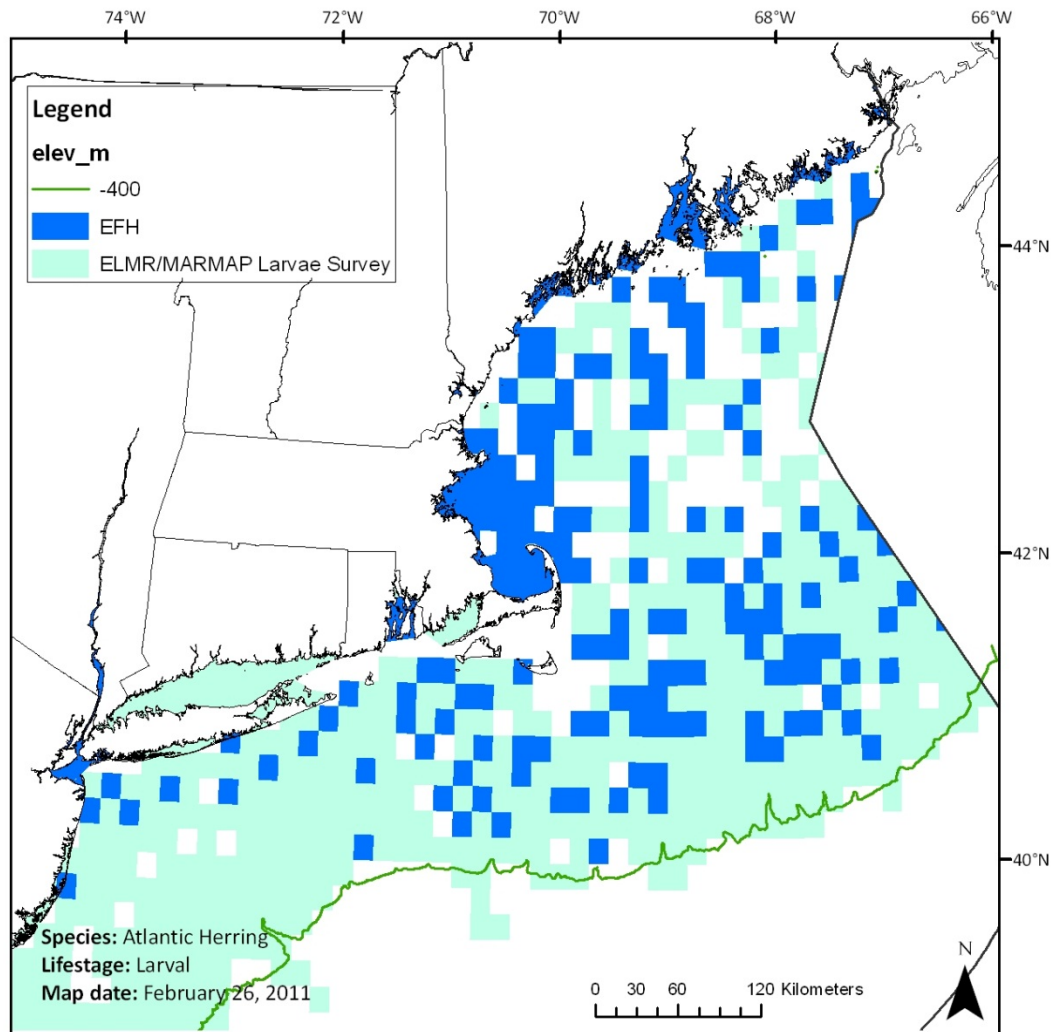 74°W 72°W 70°W 68°W 66°W
Legend
elev_m
-400
EFH
ELMR/MARMAP Larvae Survey
44°N
42°N
40°N
Species: Atlantic Herring
Lifestage: Larval
Map date: February 26, 2011
N
0 30 60 120 Kilometers